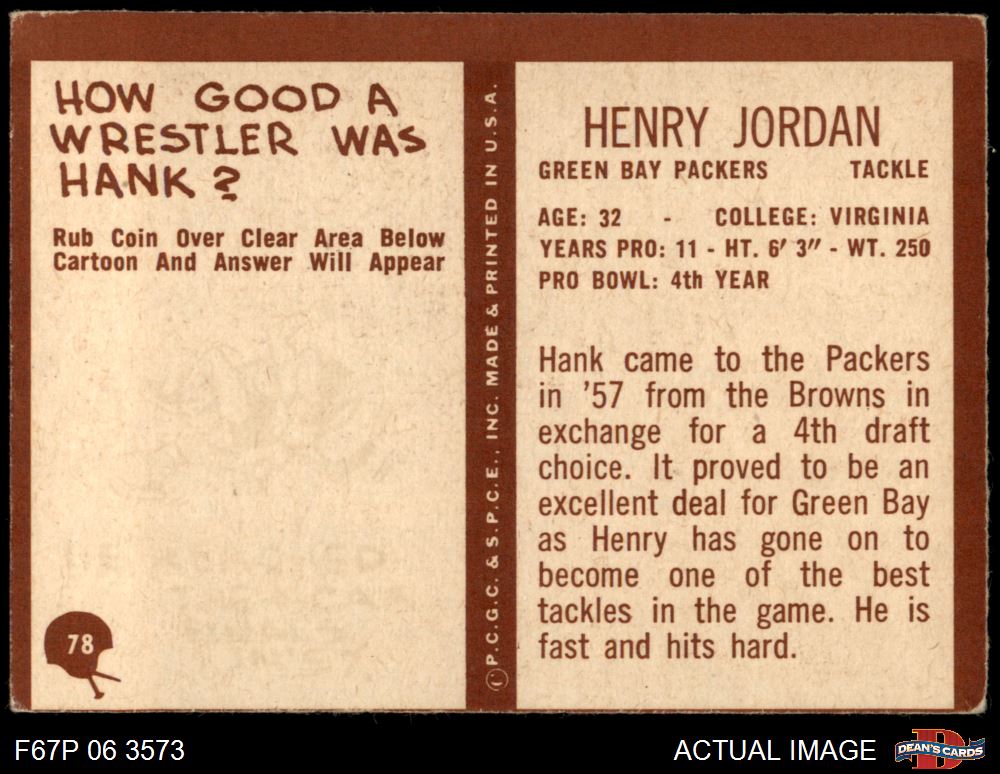 HOW GOOD A
WRESTLER WAS
HANK?
Rub Coin Over Clear Area Below
Cartoon And Answer Will Appear
78
©P.C.G.C. & S.P.C.E., INC. MADE & PRINTED IN U.S.A.
HENRY JORDAN
GREEN BAY PACKERS TACKLE
AGE: 32 - COLLEGE: VIRGINIA
YEARS PRO: 11 - HT. 6' 3" - WT. 250
PRO BOWL: 4th YEAR
Hank came to the Packers
in '57 from the Browns in
exchange for a 4th draft
choice. It proved to be an
excellent deal for Green Bay
as Henry has gone on to
become one of the best
tackles in the game. He is
fast and hits hard.
F67P 06 3573
ACTUAL IMAGE
D
DEAN'S CARDS